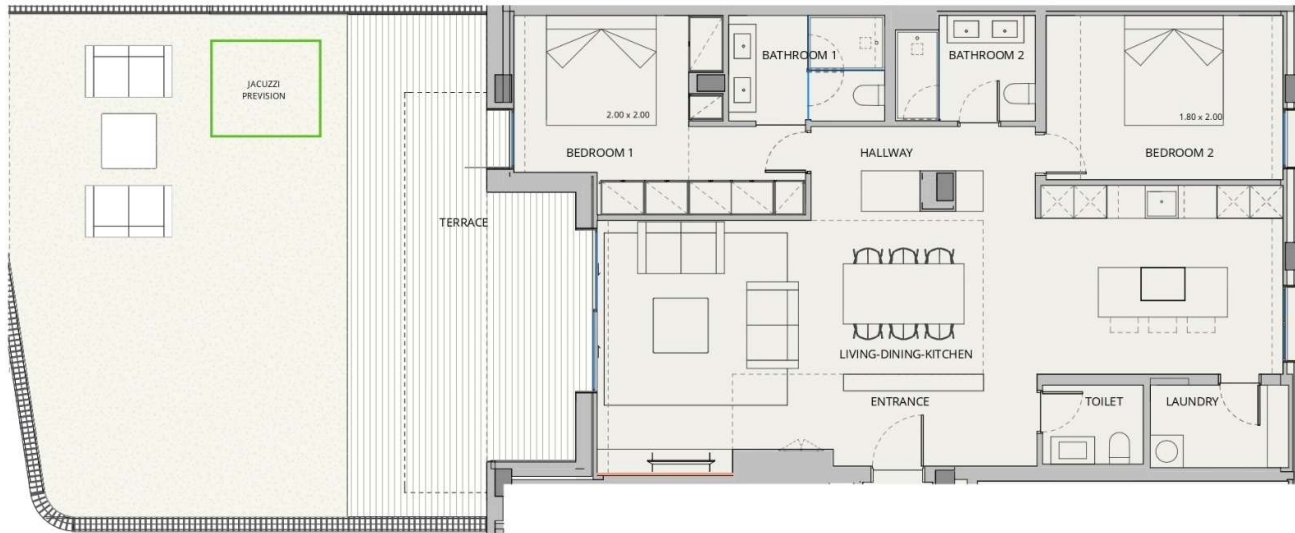 JACUZZI
PREVISION
TERRACE
2.00 x 2.00
BEDROOM 1
BATHROOM 1
BATHROOM 2
HALLWAY
1.80 x 2.00
BEDROOM 2
LIVING-DINING-KITCHEN
ENTRANCE
TOILET
LAUNDRY